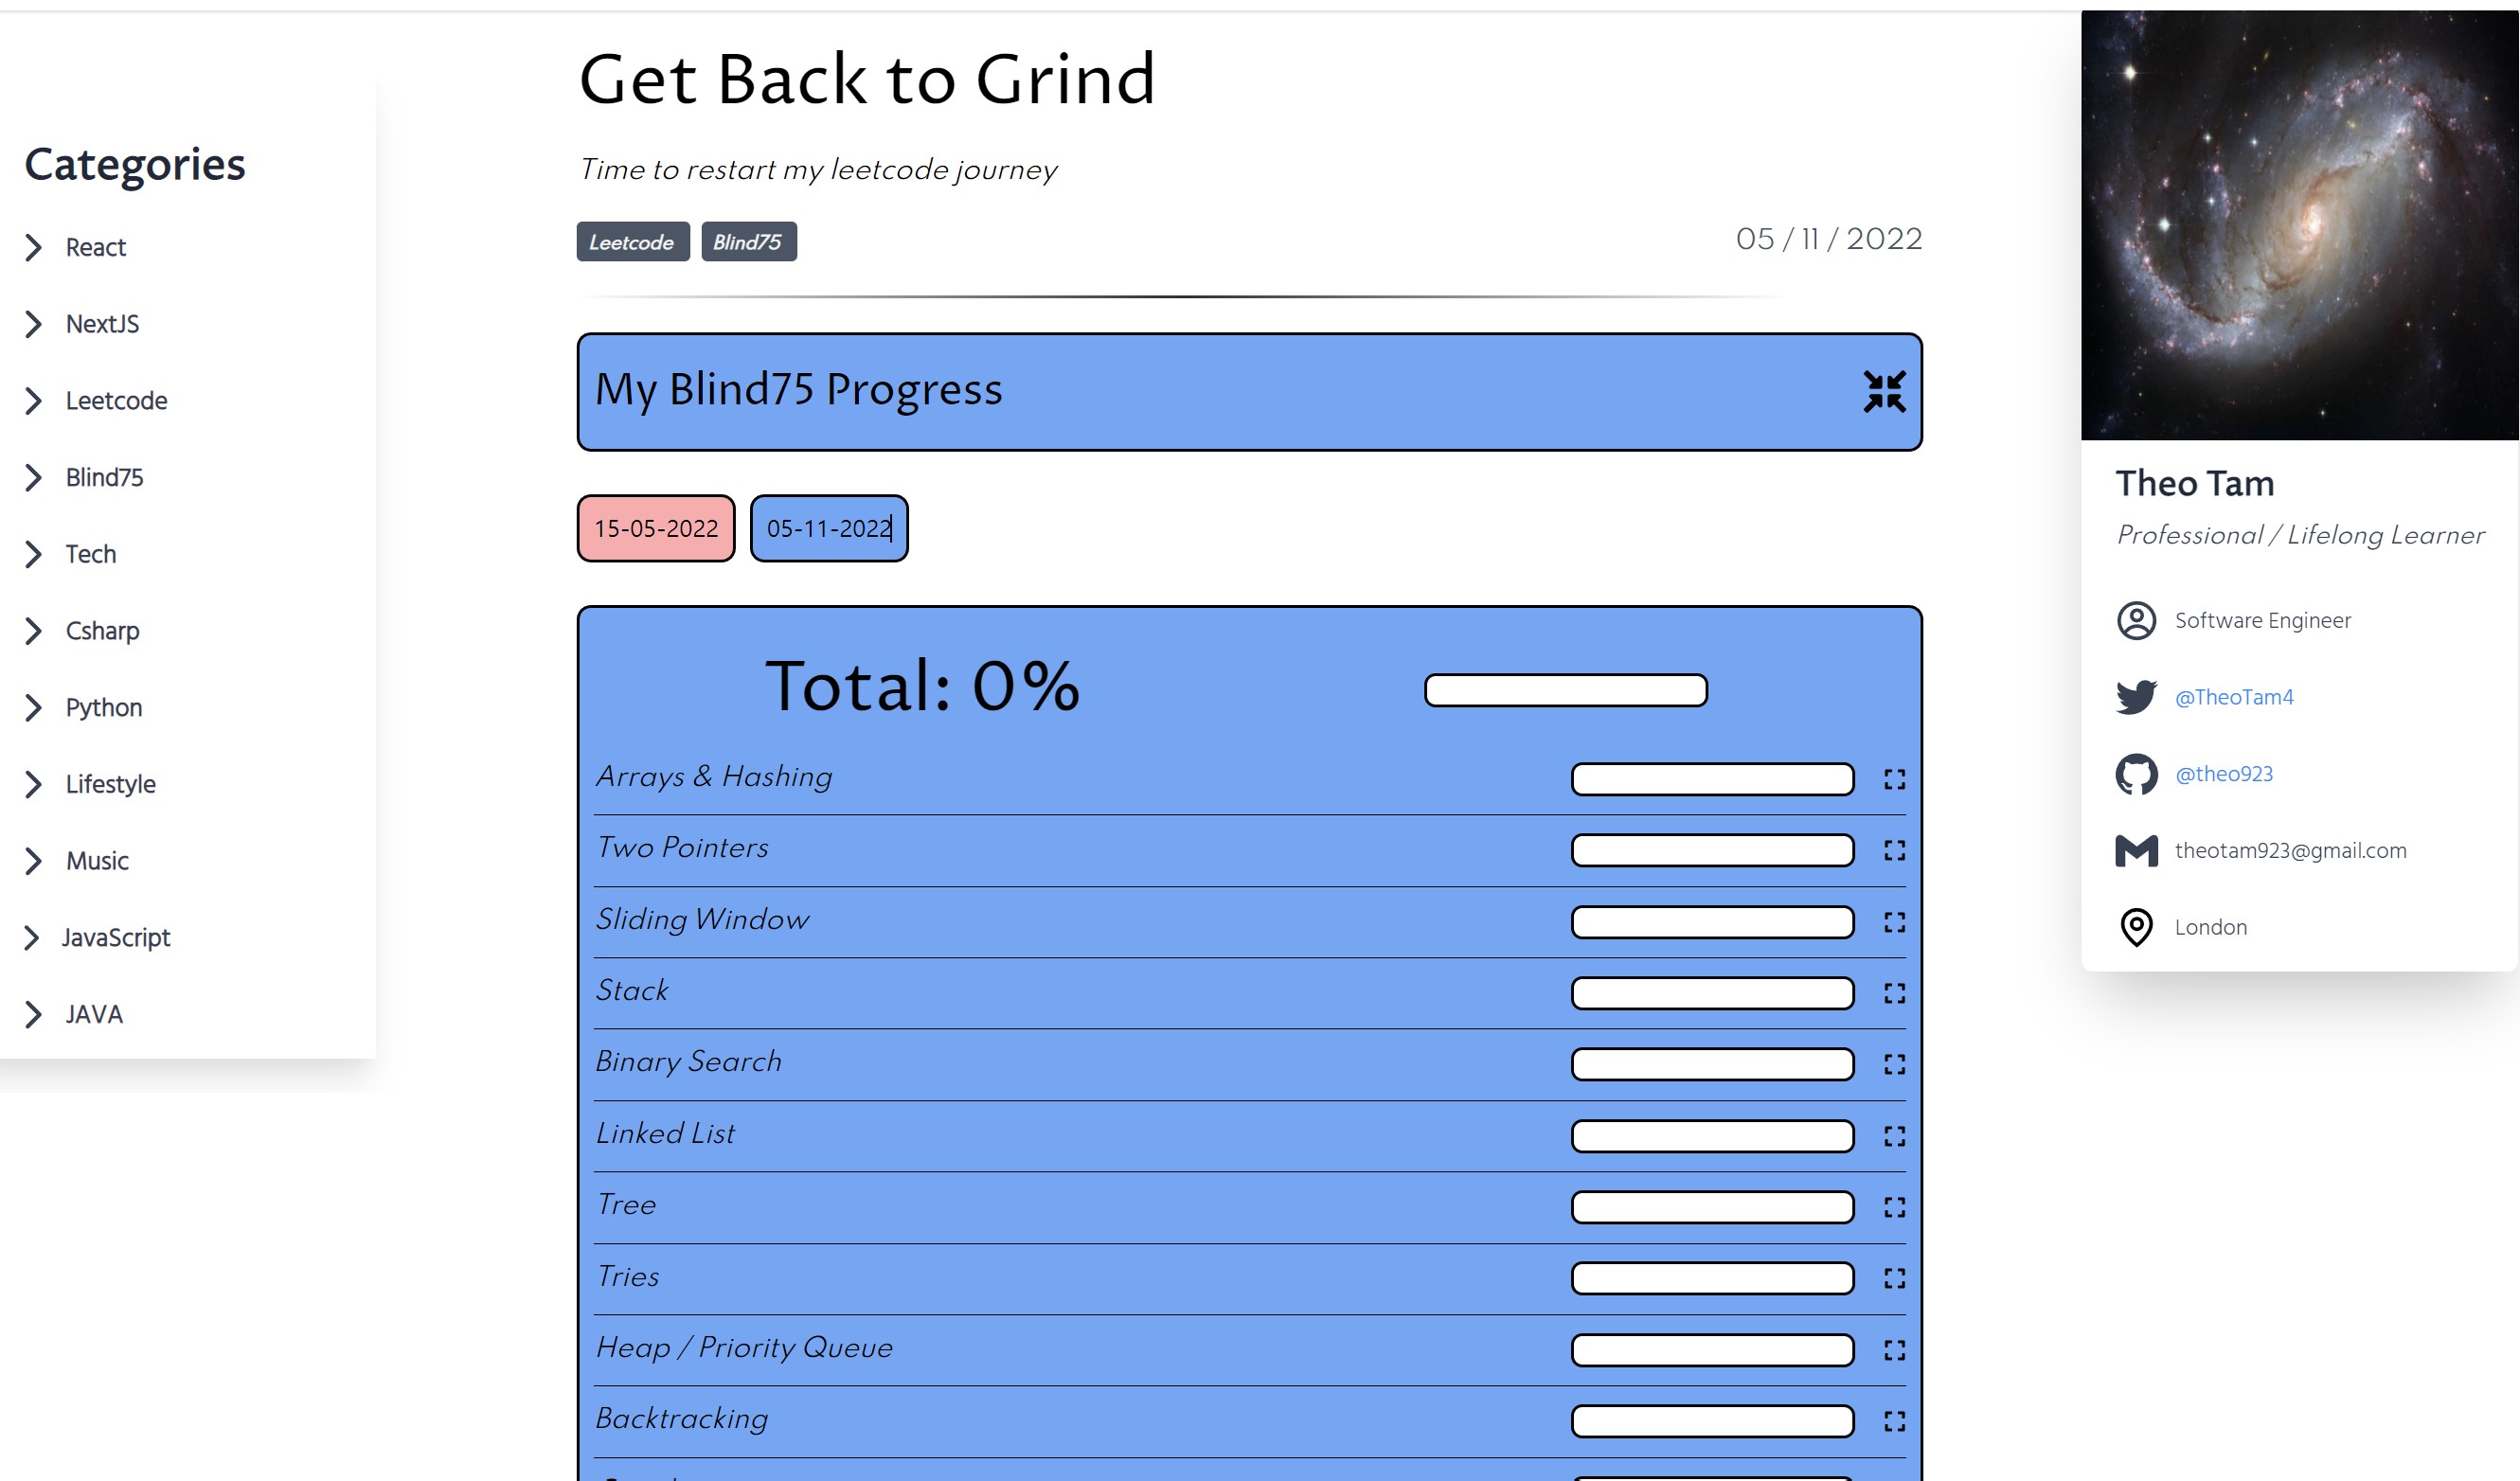 Categories
React
NextJS
Leetcode
Blind75
Tech
Csharp
Python
Lifestyle
Music
JavaScript
JAVA
Get Back to Grind
Time to restart my leetcode journey
Leetcode Blind75 05 / 11 / 2022
My Blind75 Progress
15-05-2022 05-11-2022
Total: 0%
Arrays & Hashing
Two Pointers
Sliding Window
Stack
Binary Search
Linked List
Tree
Tries
Heap / Priority Queue
Backtracking
Theo Tam
Professional / Lifelong Learner
Software Engineer
@TheoTam4
@theo923
theotam923@gmail.com
London